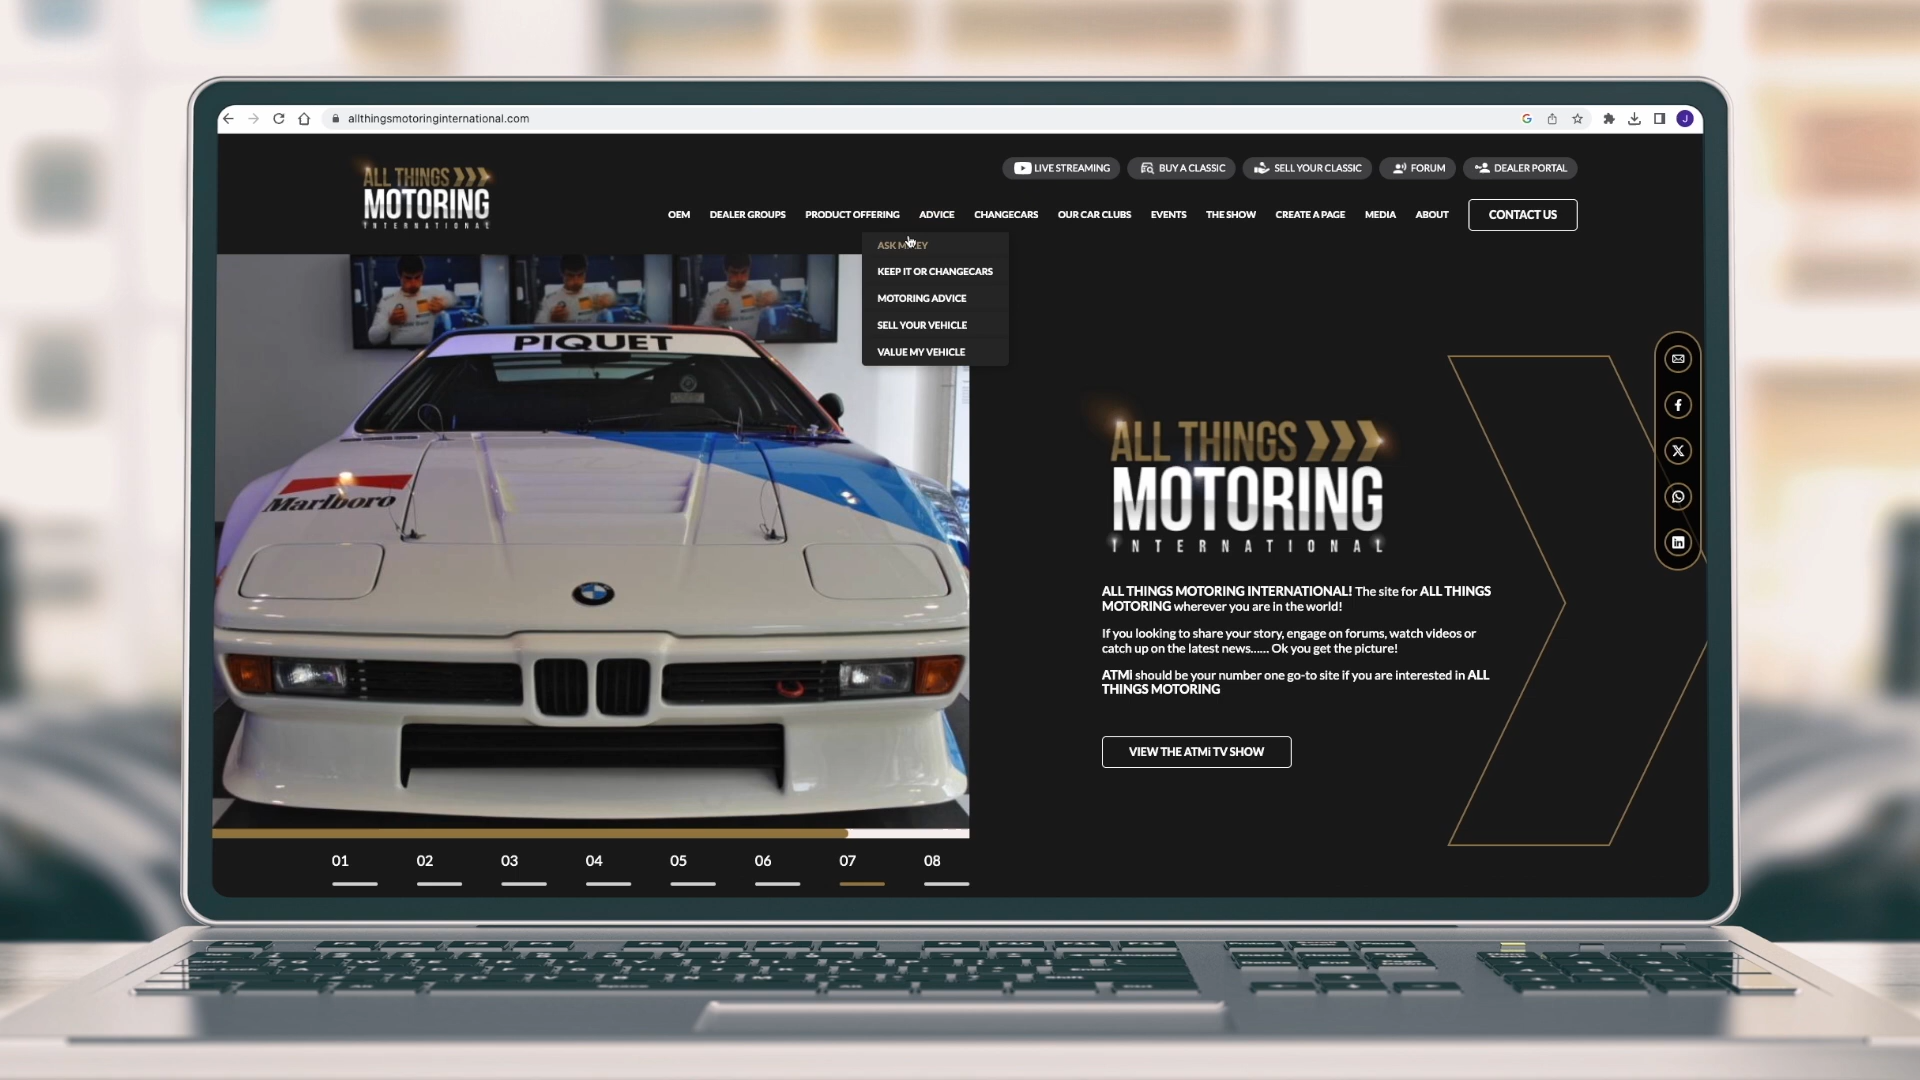 allthingsmotoringinternational.com
J
ALL THINGS
MOTORING
INTERNATIONAL
LIVE STREAMING
BUY A CLASSIC
SELL YOUR CLASSIC
FORUM
DEALER PORTAL
OEM
DEALER GROUPS
PRODUCT OFFERING
ADVICE
CHANGECARS
OUR CAR CLUBS
EVENTS
THE SHOW
CREATE A PAGE
MEDIA
ABOUT
CONTACT US
ASK
KEEP IT OR CHANGECARS
MOTORING ADVICE
SELL YOUR VEHICLE
VALUE MY VEHICLE
PIQUET
Marlboro
ALL THINGS
MOTORING
INTERNATIONAL
ALL THINGS MOTORING INTERNATIONAL! The site for ALL THINGS
MOTORING wherever you are in the world!
If you looking to share your story, engage on forums, watch videos or
catch up on the latest news...... Ok you get the picture!
ATMi should be your number one go-to site if you are interested in ALL
THINGS MOTORING
VIEW THE ATMi TV SHOW
01
02
03
04
05
06
07
08